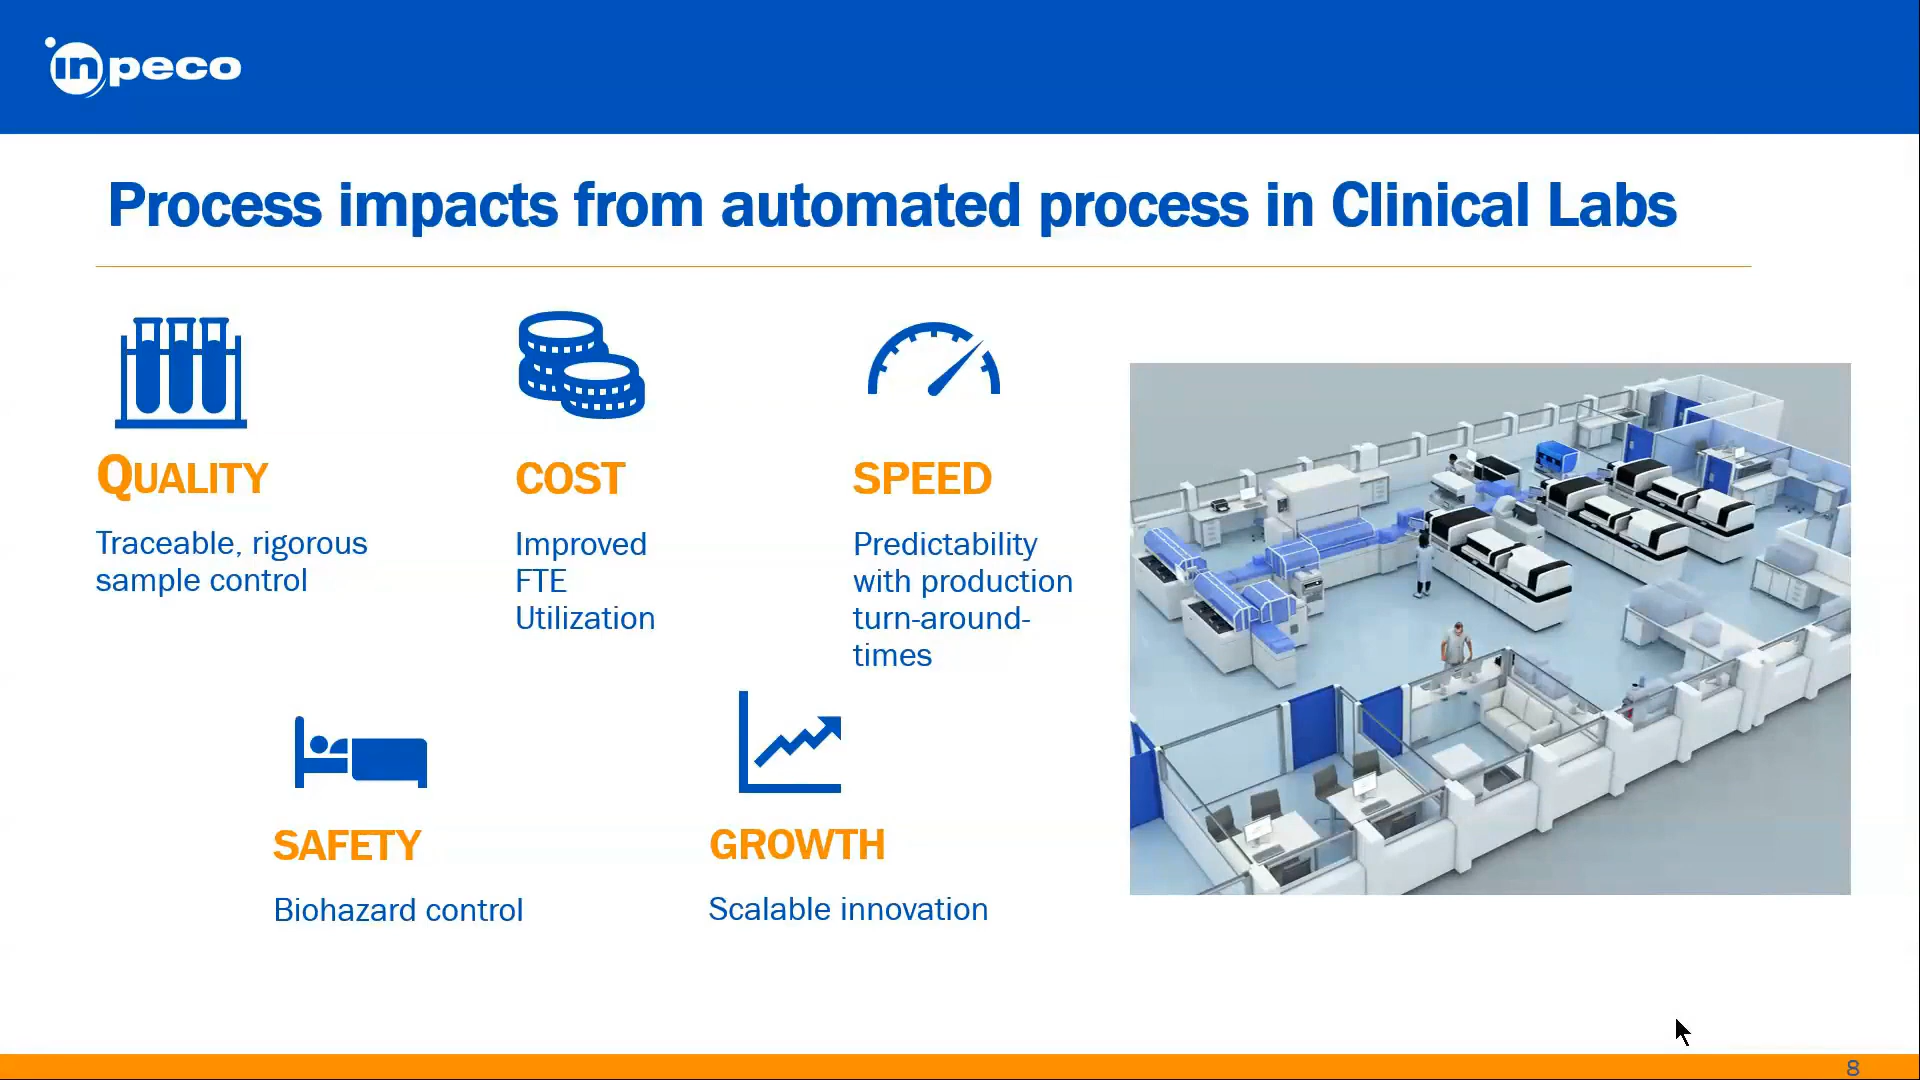 inpeco
Process impacts from automated process in Clinical Labs
QUALITY
Traceable, rigorous
sample control
COST
Improved
FTE
Utilization
SPEED
Predictability
with production
turn-around-
times
SAFETY
Biohazard control
GROWTH
Scalable innovation
8